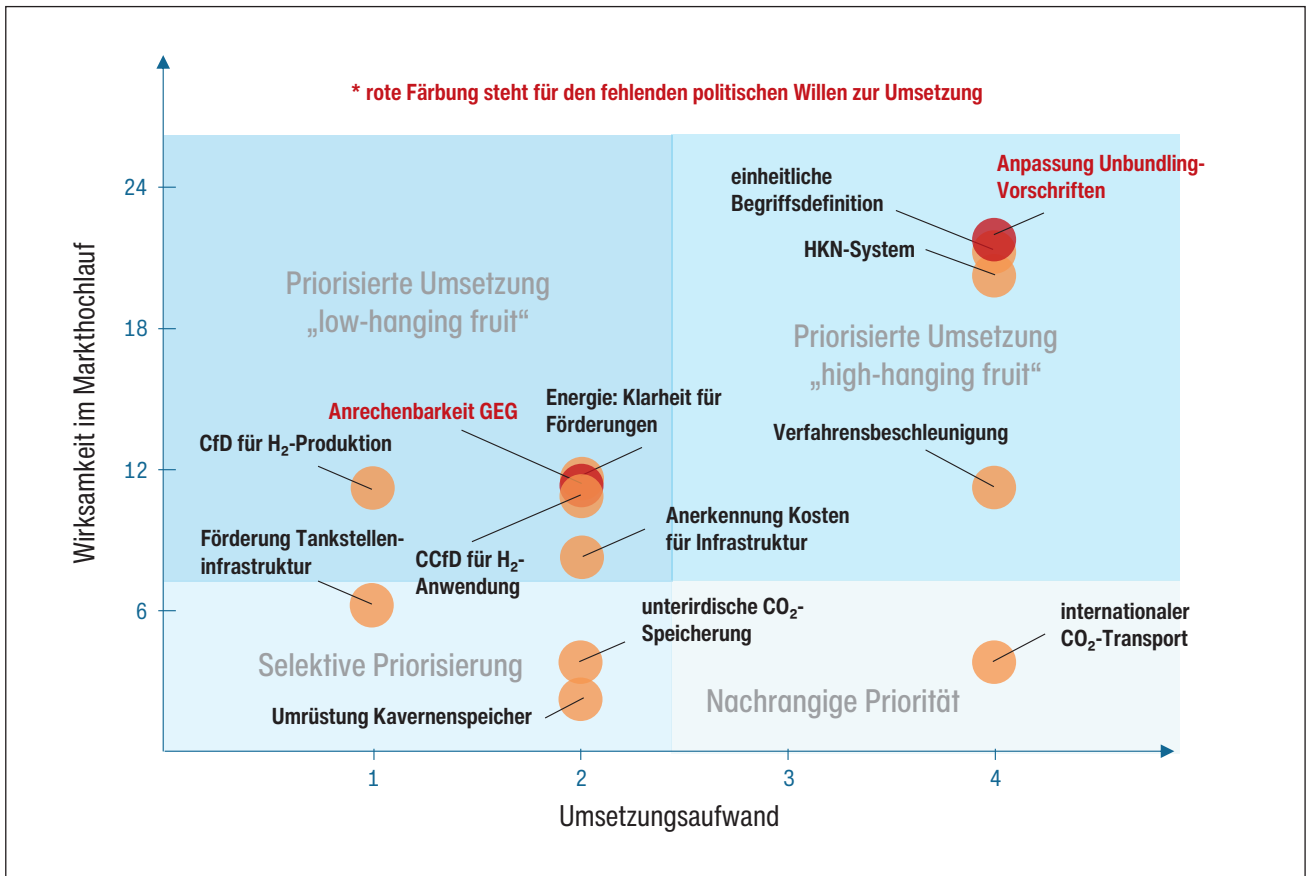 * rote Färbung steht für den fehlenden politischen Willen zur Umsetzung
Wirksamkeit im Markthochlauf
24
18
12
6
einheitliche
Begriffsdefinition
Anpassung Unbundling-
Vorschriften
HKN-System
Priorisierte Umsetzung
„low-hanging fruit“
Priorisierte Umsetzung
„high-hanging fruit“
Anrechenbarkeit GEG
Energie: Klarheit für
Förderungen
CfD für H₂-Produktion
Verfahrensbeschleunigung
Förderung Tankstellen-
infrastruktur
CCfD für H₂-
Anwendung
Anerkennung Kosten
für Infrastruktur
unterirdische CO₂-
Speicherung
internationaler
CO₂-Transport
Selektive Priorisierung
Nachrangige Priorität
Umrüstung Kavernenspeicher
1
2
3
4
Umsetzungsaufwand